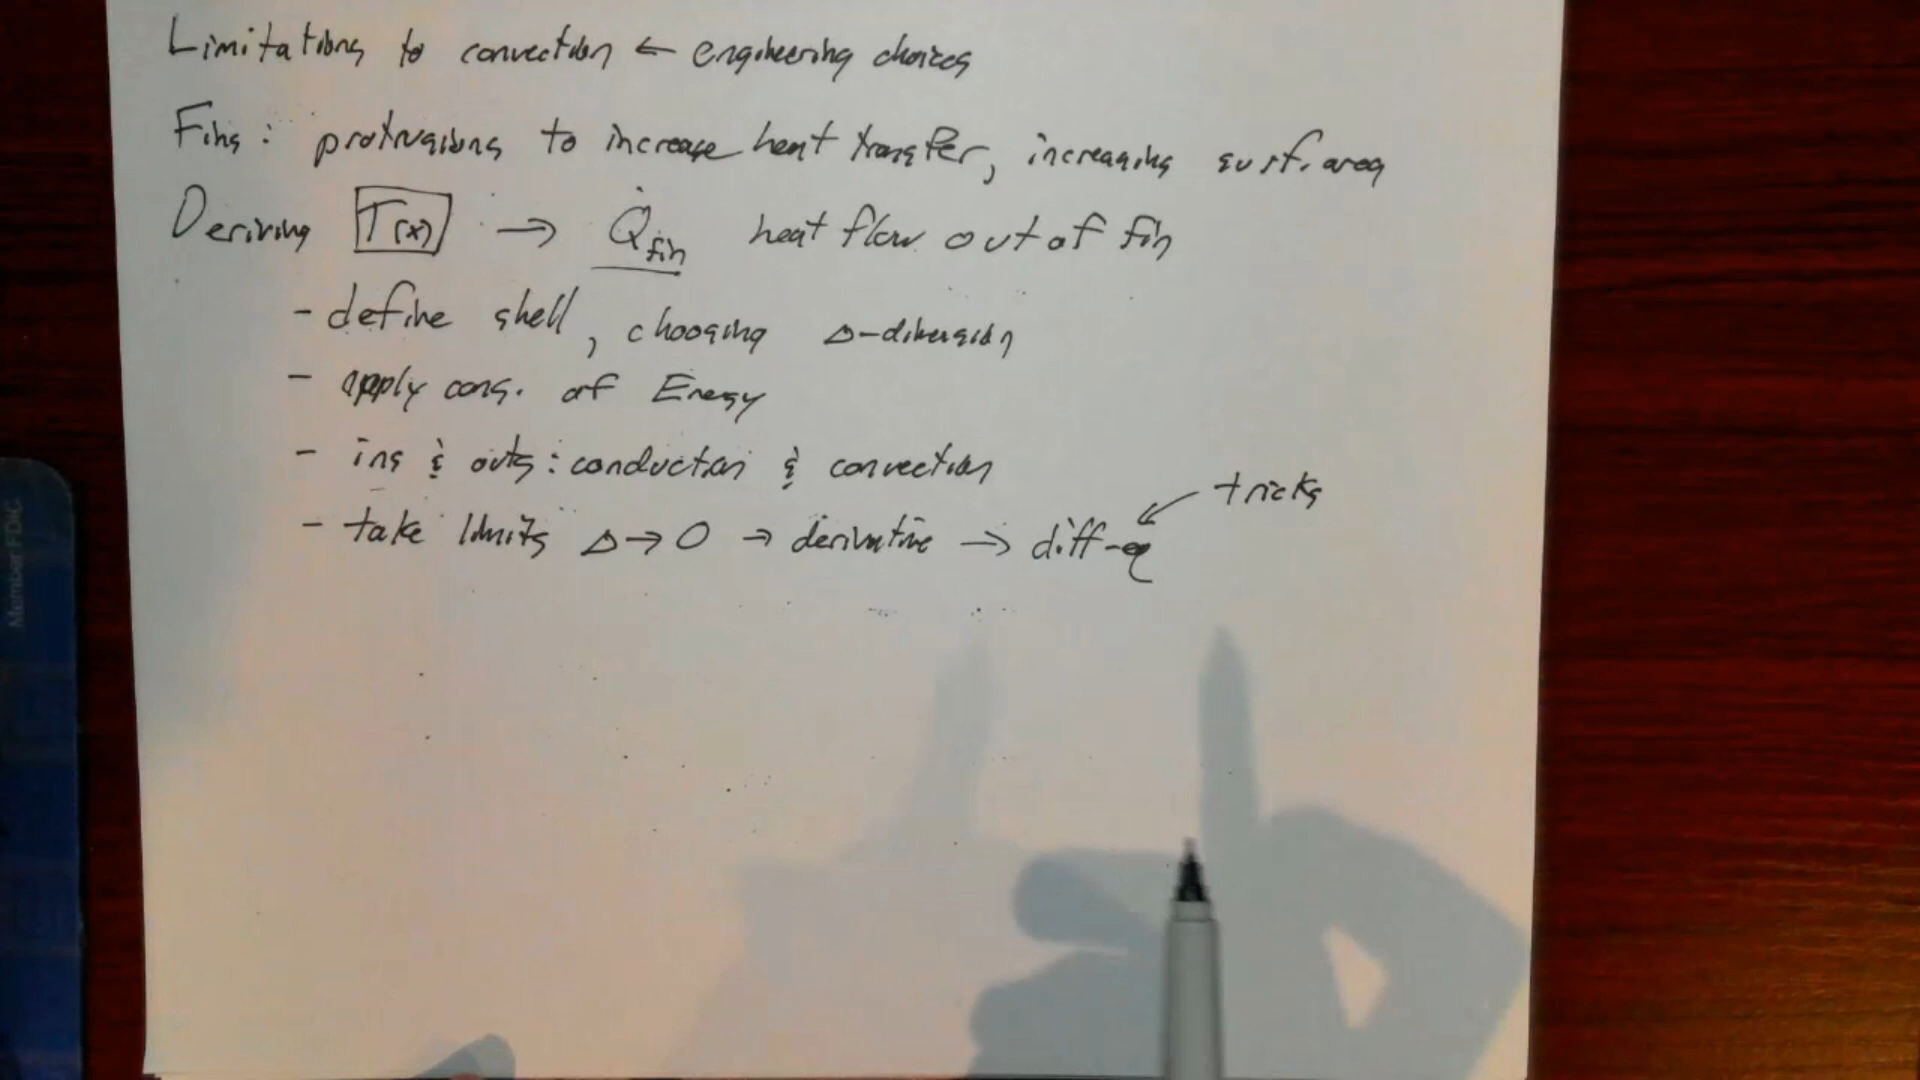 Limitations to convection ← engineering choices
Fins: protrusions to increase heat transfer, increasing surf. area
Deriving T(x) → Q̇fin heat flow out of fin
- define shell, choosing Δ-dimension
- apply cons. of Energy
- ins & outs: conduction & convection
tricks
- take limits Δ→0 → derivative → diff-eq
Member FDIC